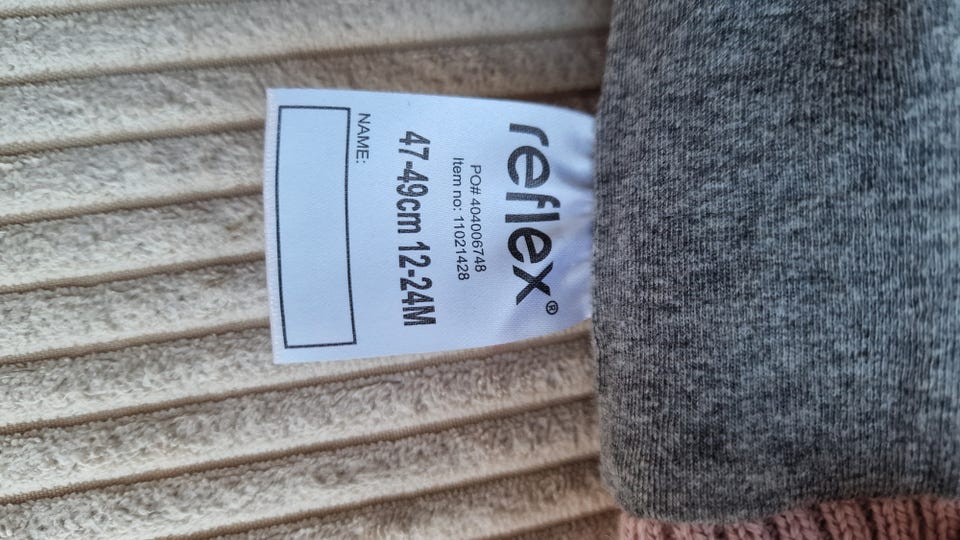 reflex®
PO# 404006748
Item no: 11021428
47-49cm 12-24M
NAME: